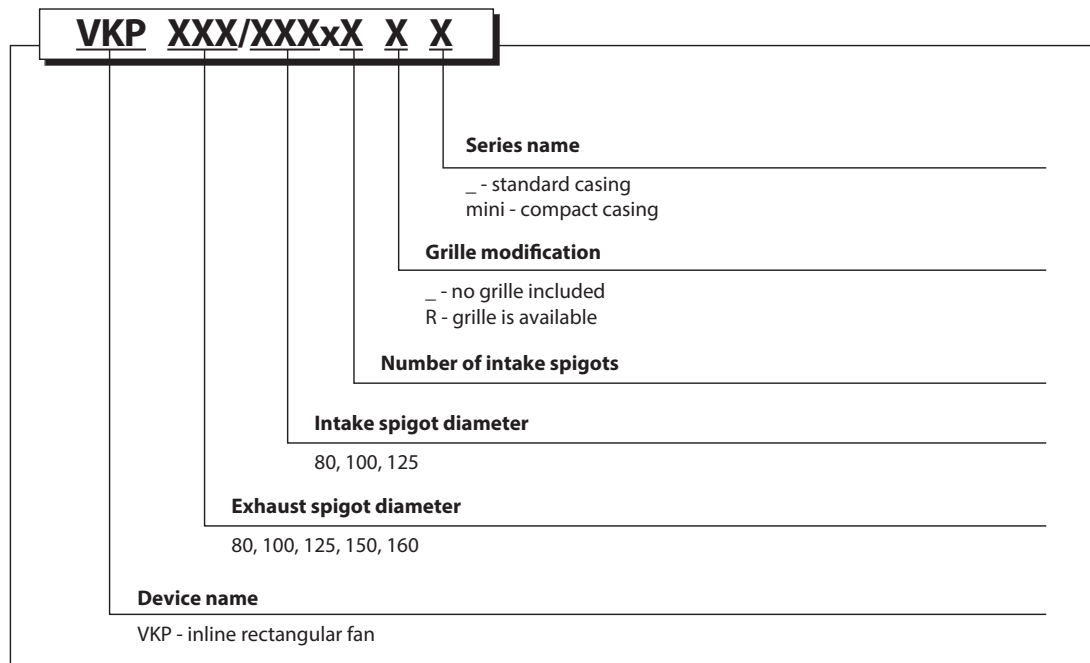 VKP XXX/XXXxX X X
Series name
_ - standard casing
mini - compact casing
Grille modification
_ - no grille included
R - grille is available
Number of intake spigots
Intake spigot diameter
80, 100, 125
Exhaust spigot diameter
80, 100, 125, 150, 160
Device name
VKP - inline rectangular fan